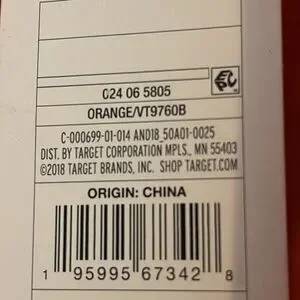 024 06 5805
ORANGE/VT9760B
C-000699-01-014 AND18_50A01-0025
DIST. BY TARGET CORPORATION MPLS., MN 55403
©2018 TARGET BRANDS, INC. SHOP TARGET.COM
ORIGIN: CHINA
1 95995 67342 8